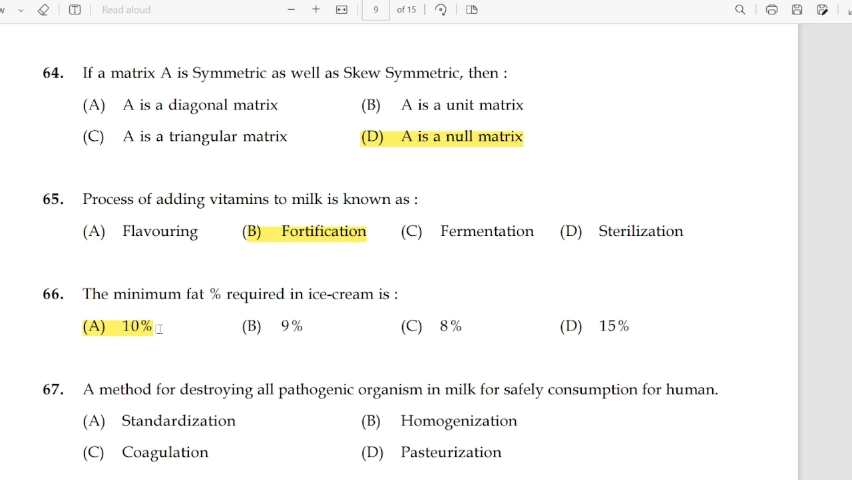 Read aloud
9 of 15
64. If a matrix A is Symmetric as well as Skew Symmetric, then :
(A) A is a diagonal matrix (B) A is a unit matrix
(C) A is a triangular matrix (D) A is a null matrix
65. Process of adding vitamins to milk is known as :
(A) Flavouring (B) Fortification (C) Fermentation (D) Sterilization
66. The minimum fat % required in ice-cream is :
(A) 10% (B) 9% (C) 8% (D) 15%
67. A method for destroying all pathogenic organism in milk for safely consumption for human.
(A) Standardization (B) Homogenization
(C) Coagulation (D) Pasteurization